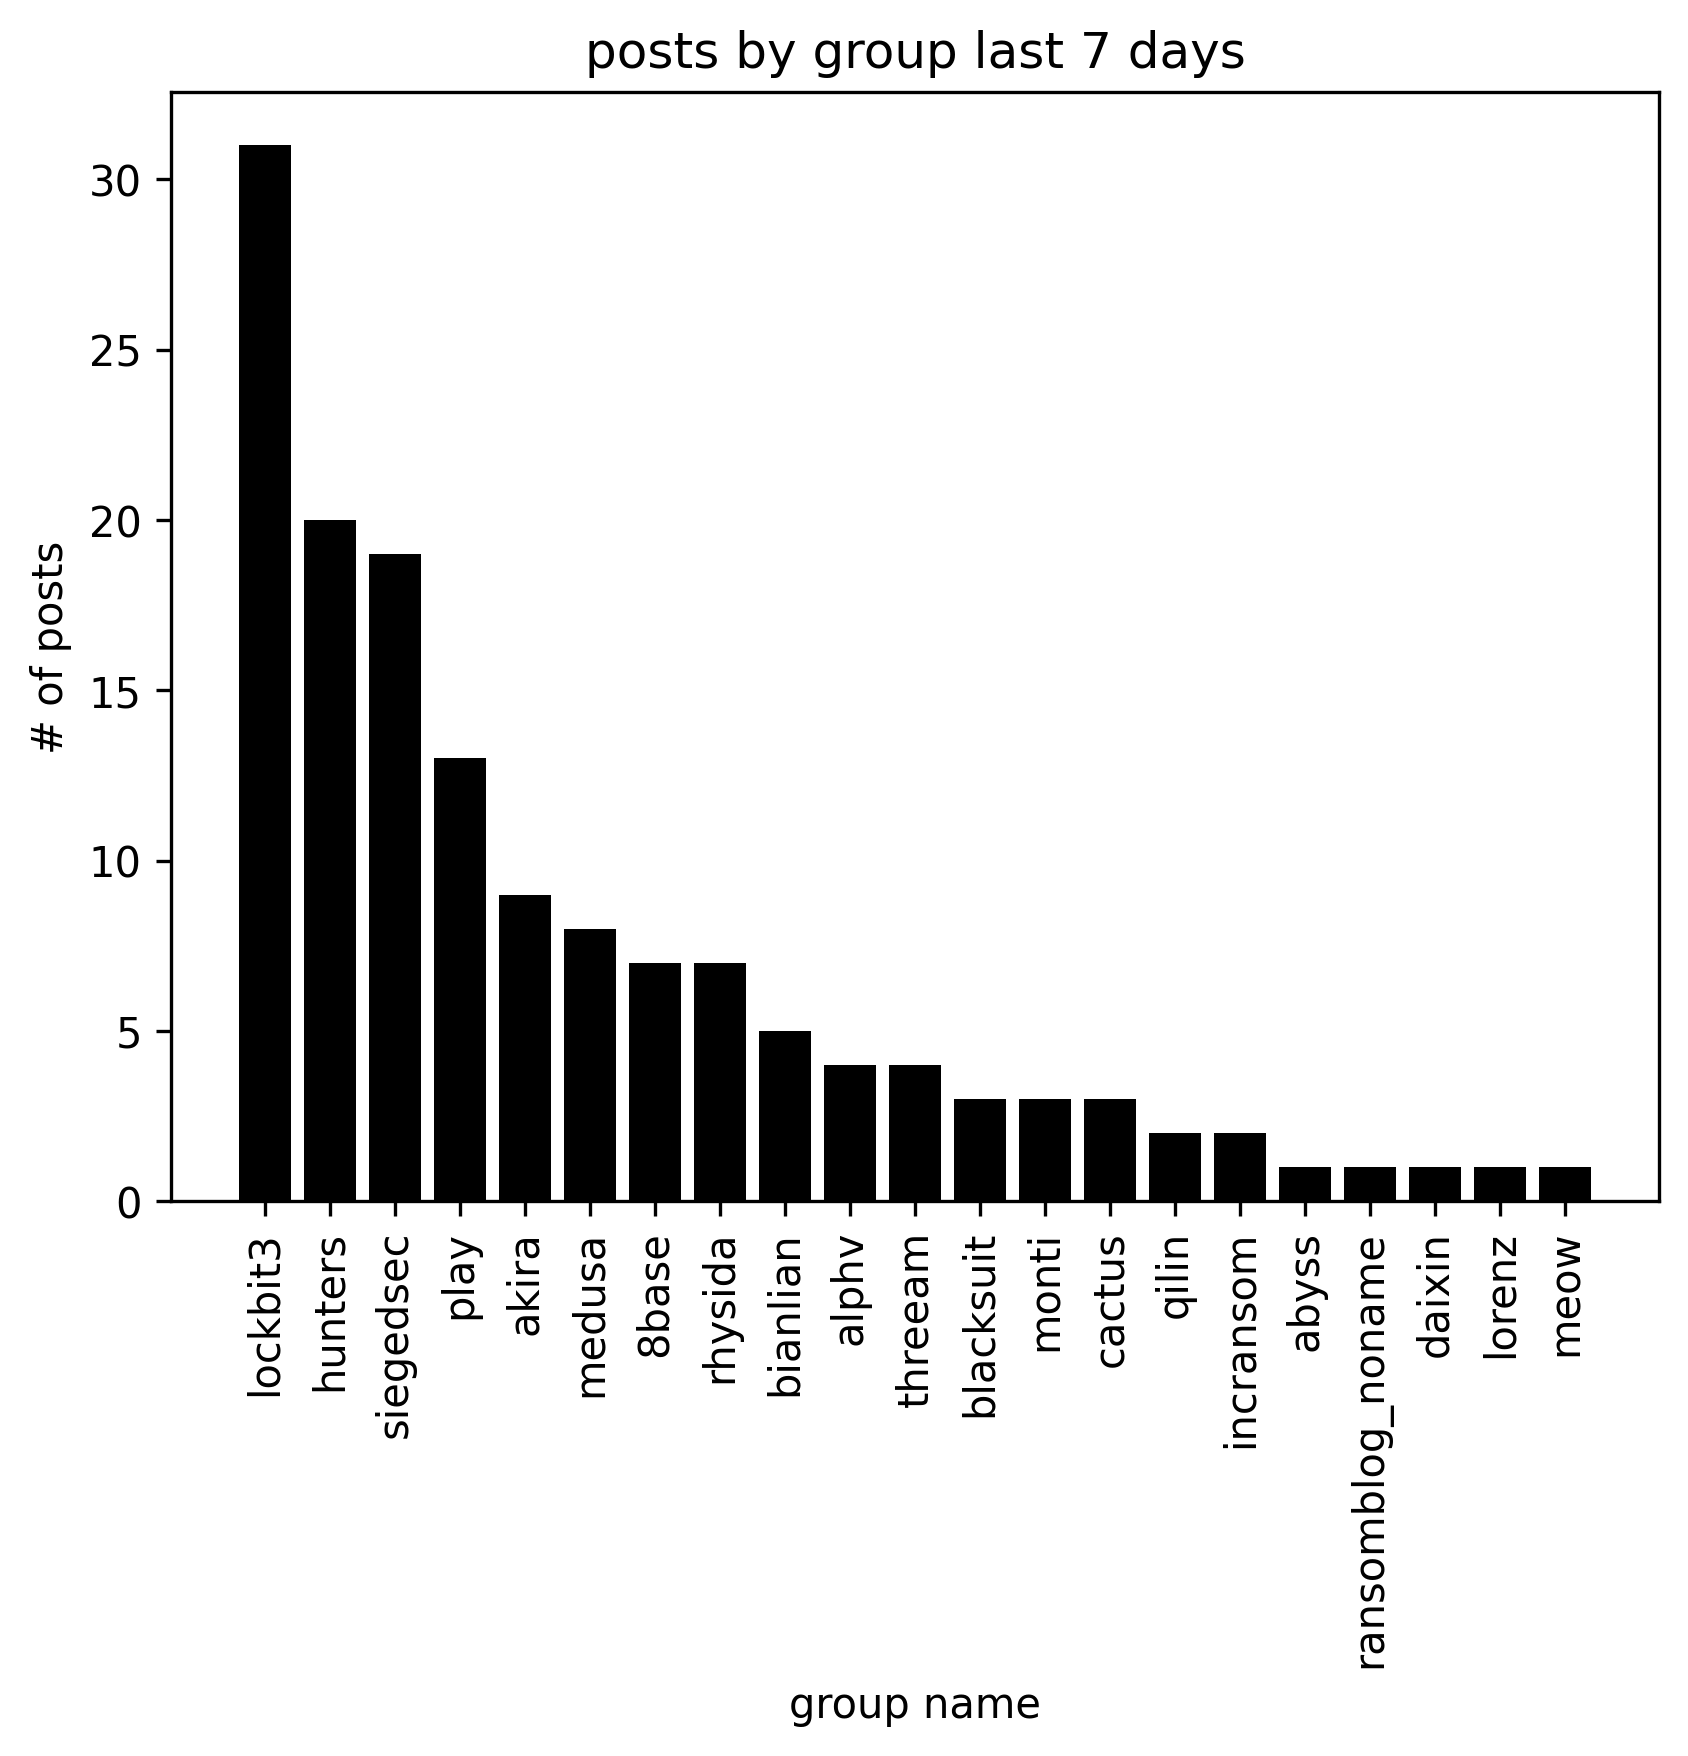 posts by group last 7 days
# of posts
30
25
20
15
10
5
0
lockbit3
hunters
siegedsec
play
akira
medusa
8base
rhysida
bianlian
alphv
threeam
blacksuit
monti
cactus
qilin
incransom
abyss
ransomblog_noname
daixin
lorenz
meow
group name